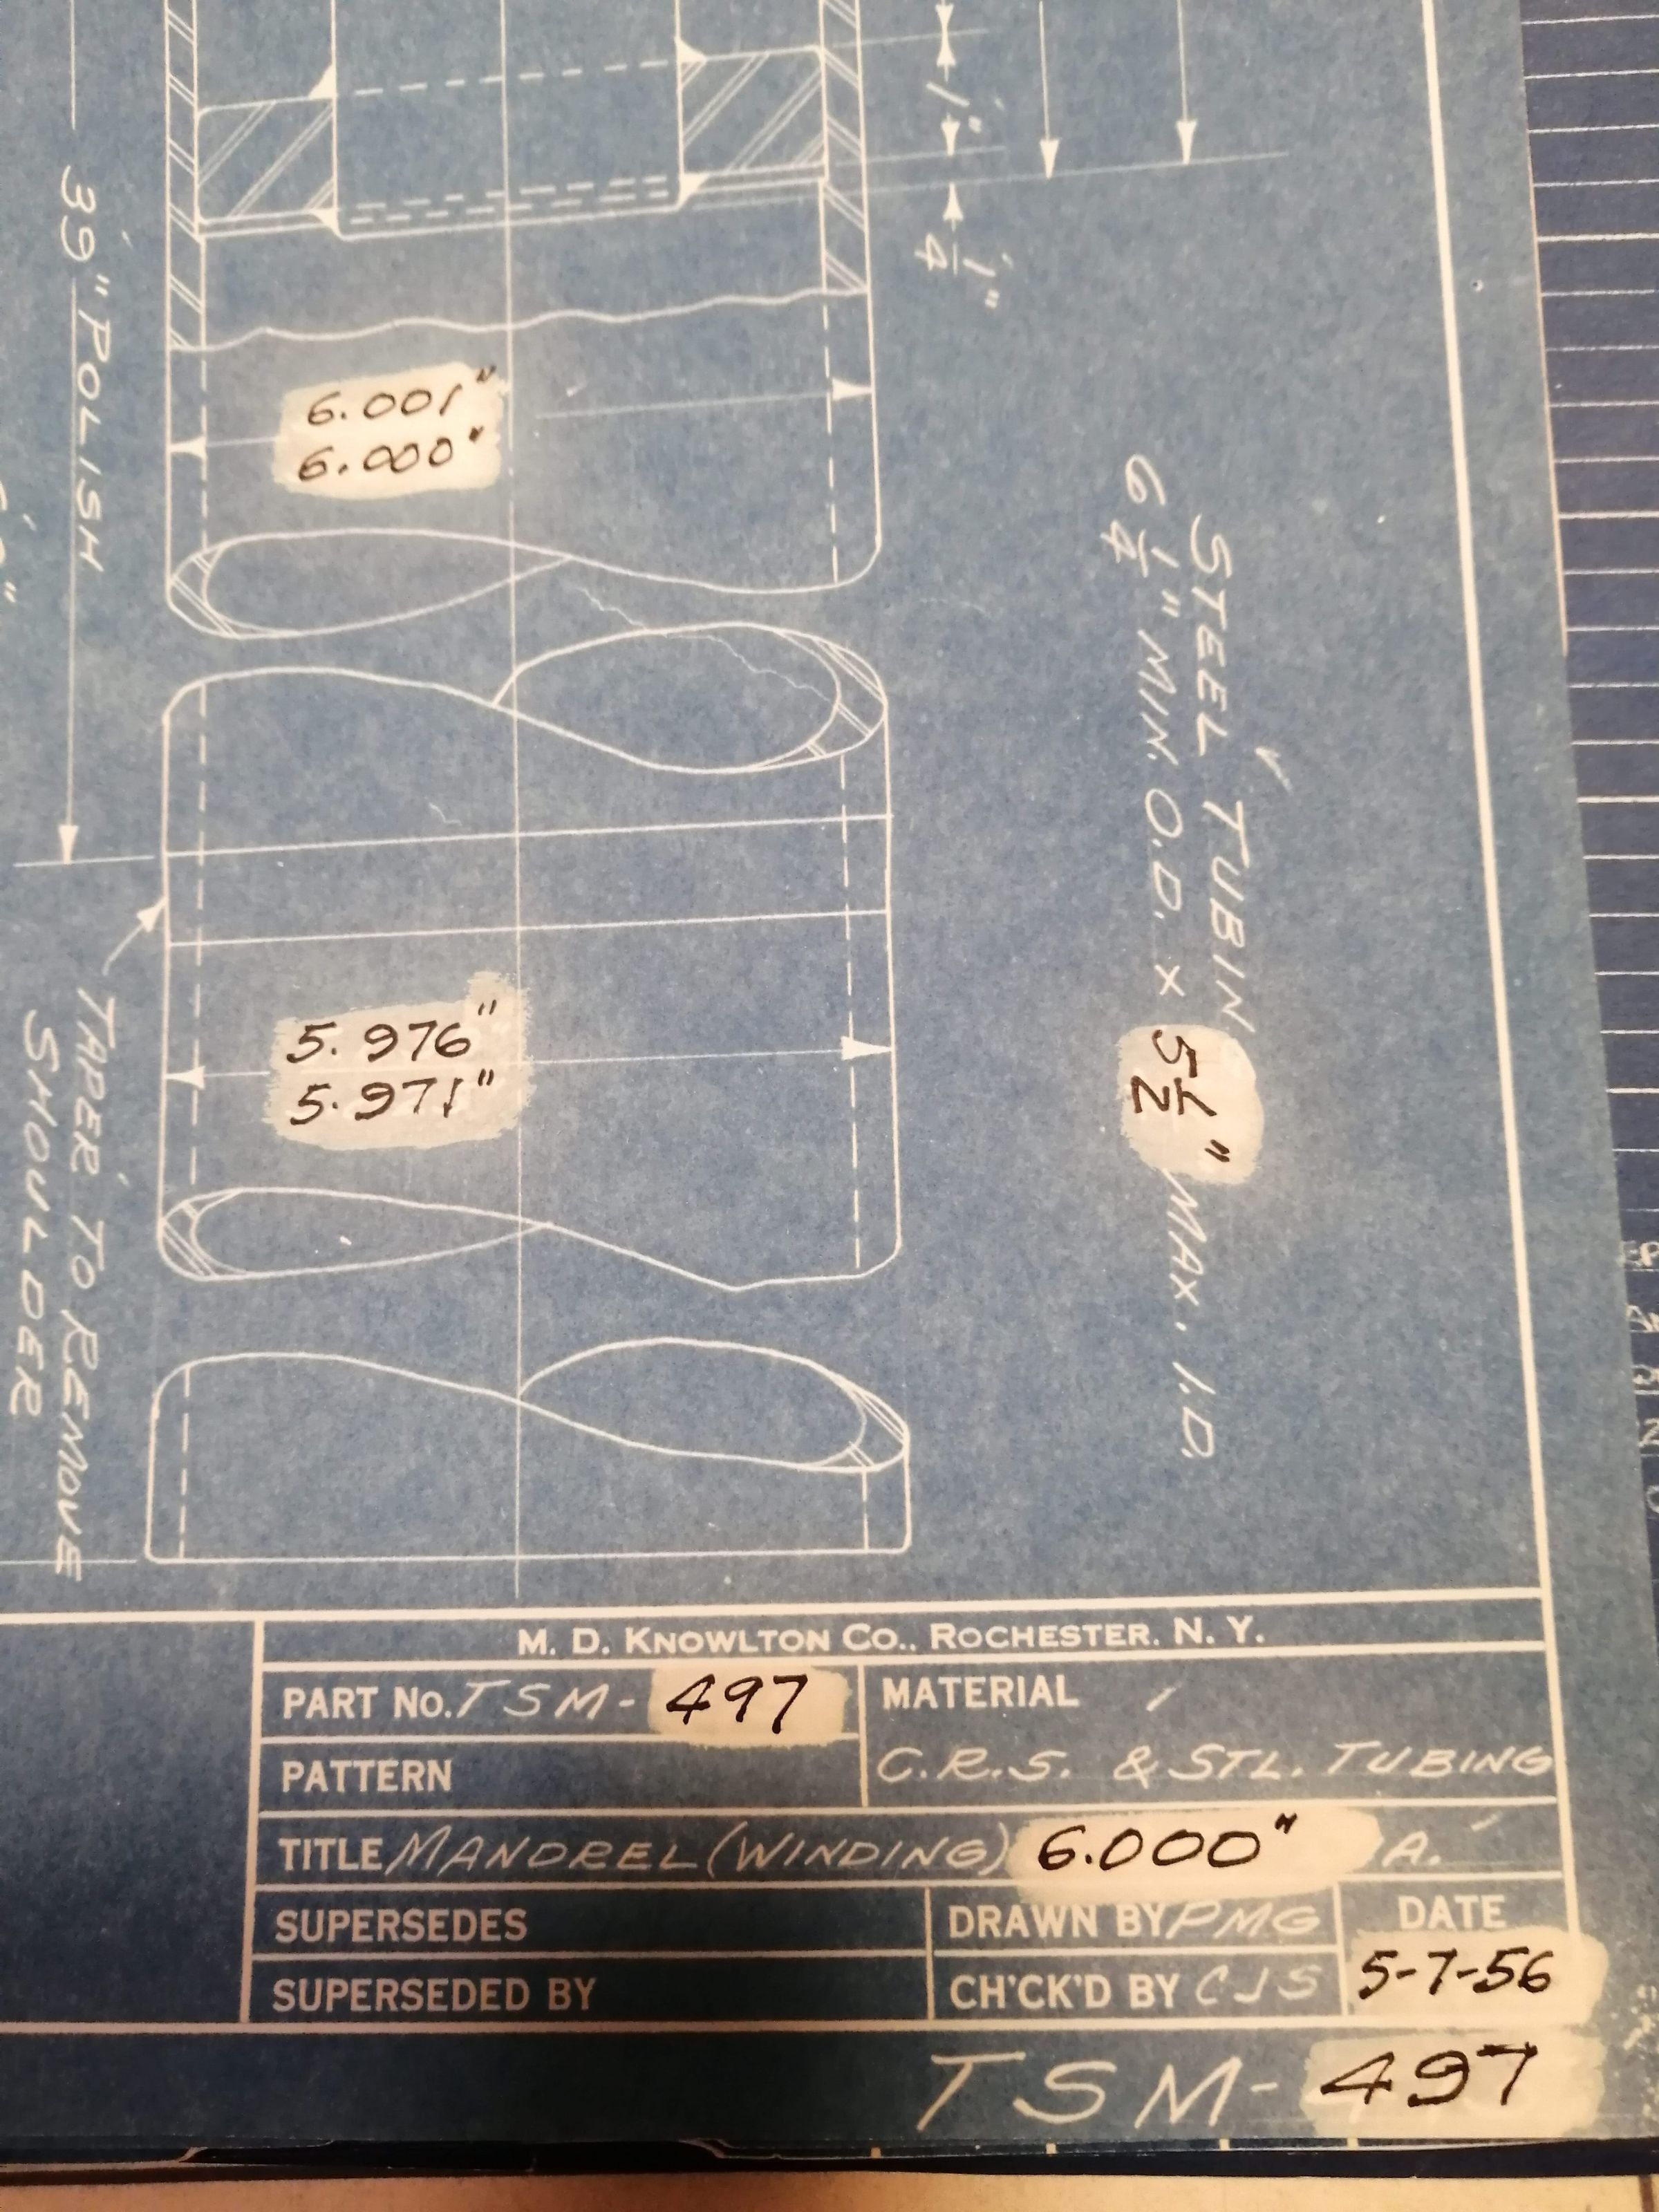 1"
1/4"
39" POLISH
6.001"
6.000"
STEEL TUBING
6 1/4" MIN. O.D. x 5 1/2" MAX. I.D.
5.976"
5.971"
TAPER TO REMOVE
SHOULDER
M. D. KNOWLTON CO., ROCHESTER, N. Y.
PART NO. TSM-497
MATERIAL
C.R.S. & STL. TUBING
PATTERN
TITLE MANDREL (WINDING) 6.000" A.
SUPERSEDES
DRAWN BY PMG
DATE
5-7-56
SUPERSEDED BY
CH'CK'D BY CJS
TSM-497